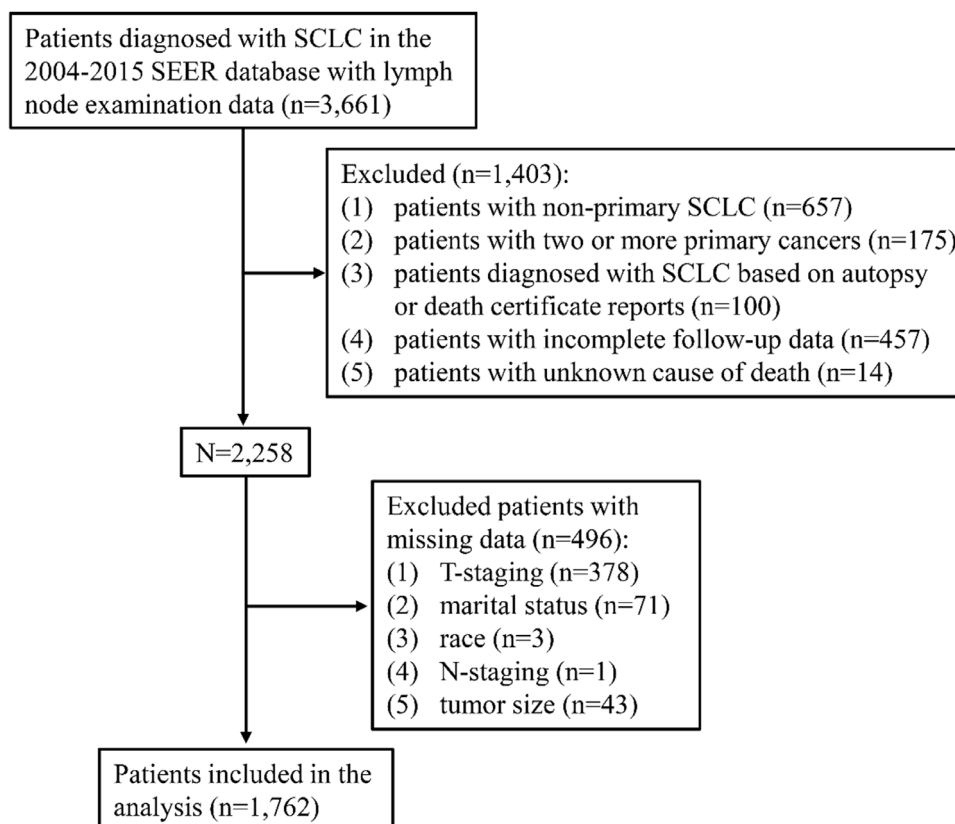 Patients diagnosed with SCLC in the
2004-2015 SEER database with lymph
node examination data (n=3,661)
Excluded (n=1,403):
(1) patients with non-primary SCLC (n=657)
(2) patients with two or more primary cancers (n=175)
(3) patients diagnosed with SCLC based on autopsy
or death certificate reports (n=100)
(4) patients with incomplete follow-up data (n=457)
(5) patients with unknown cause of death (n=14)
N=2,258
Excluded patients with
missing data (n=496):
(1) T-staging (n=378)
(2) marital status (n=71)
(3) race (n=3)
(4) N-staging (n=1)
(5) tumor size (n=43)
Patients included in the
analysis (n=1,762)